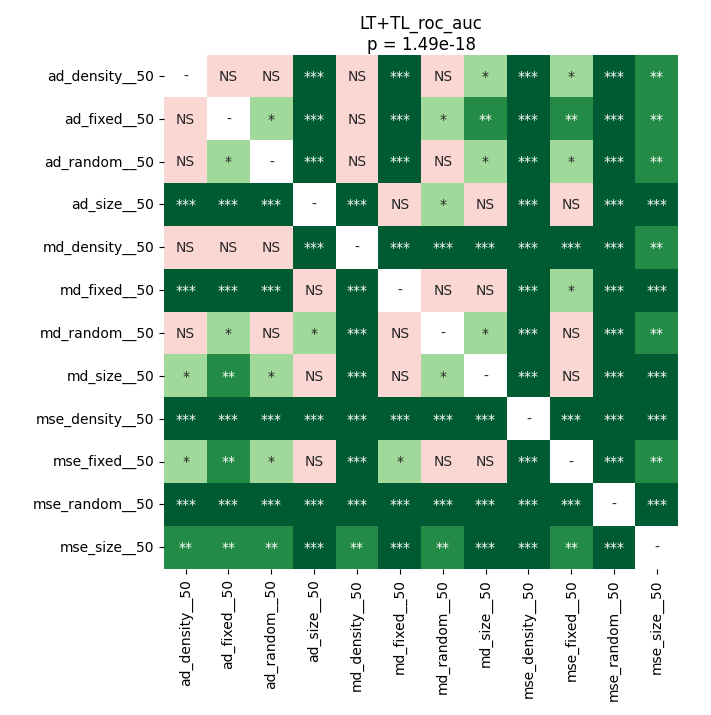 LT+TL_roc_auc
p = 1.49e-18
ad_density__50 - NS NS *** NS *** NS * *** * *** **
ad_fixed__50 NS - * *** NS *** * ** *** ** *** **
ad_random__50 NS * - *** NS *** NS * *** * *** **
ad_size__50 *** *** *** - *** NS * NS *** NS *** ***
md_density__50 NS NS NS *** - *** *** *** *** *** *** **
md_fixed__50 *** *** *** NS *** - NS NS *** * *** ***
md_random__50 NS * NS * *** NS - * *** NS *** **
md_size__50 * ** * NS *** NS * - *** NS *** ***
mse_density__50 *** *** *** *** *** *** *** *** - *** *** ***
mse_fixed__50 * ** * NS *** * NS NS *** - *** **
mse_random__50 *** *** *** *** *** *** *** *** *** *** - ***
mse_size__50 ** ** ** *** ** *** ** *** *** ** *** -
ad_density__50
ad_fixed__50
ad_random__50
ad_size__50
md_density__50
md_fixed__50
md_random__50
md_size__50
mse_density__50
mse_fixed__50
mse_random__50
mse_size__50